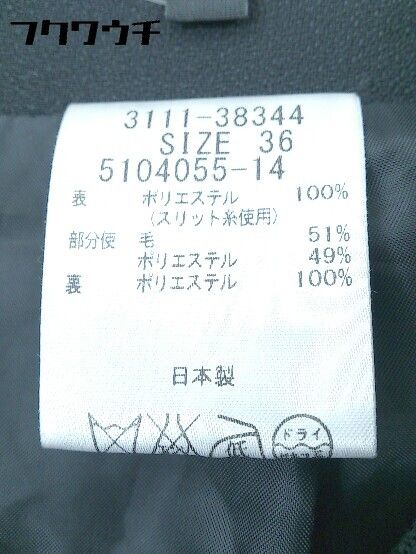 フクワウチ
3111-38344
SIZE 36
5104055-14
表 ポリエステル 100%
(スリット糸使用)
部分使 毛 51%
ポリエステル 49%
裏 ポリエステル 100%
日本製
低
ドライ